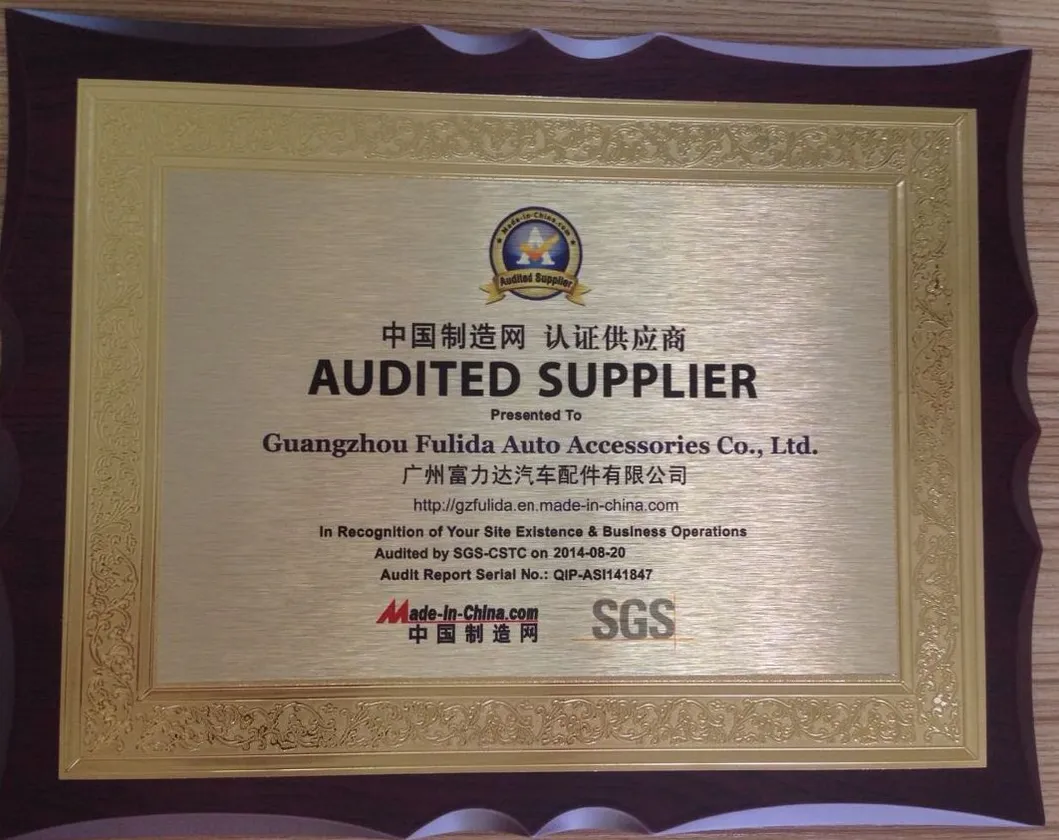 Made-in-China.com
Audited Supplier
中国制造网 认证供应商
AUDITED SUPPLIER
Presented To
Guangzhou Fulida Auto Accessories Co., Ltd.
广州富力达汽车配件有限公司
http://gzfulida.en.made-in-china.com
In Recognition of Your Site Existence & Business Operations
Audited by SGS-CSTC on 2014-08-20
Audit Report Serial No.: QIP-ASI141847
Made-in-China.com
中国制造网
SGS